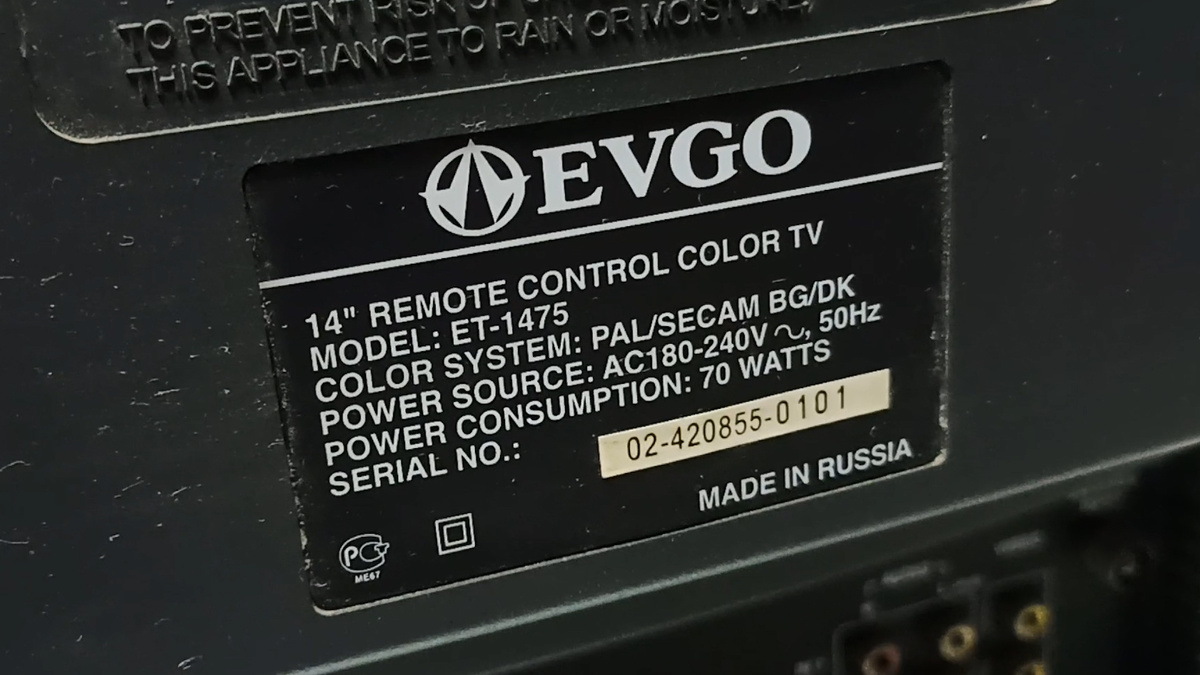 TO PREVENT RISK OF
THIS APPLIANCE TO RAIN OR MOISTURE.
EVGO
14" REMOTE CONTROL COLOR TV
MODEL: ET-1475
COLOR SYSTEM: PAL/SECAM BG/DK
POWER SOURCE: AC180-240V ~, 50Hz
POWER CONSUMPTION: 70 WATTS
SERIAL NO.: 02-420855-0101
MADE IN RUSSIA
РС
ME67